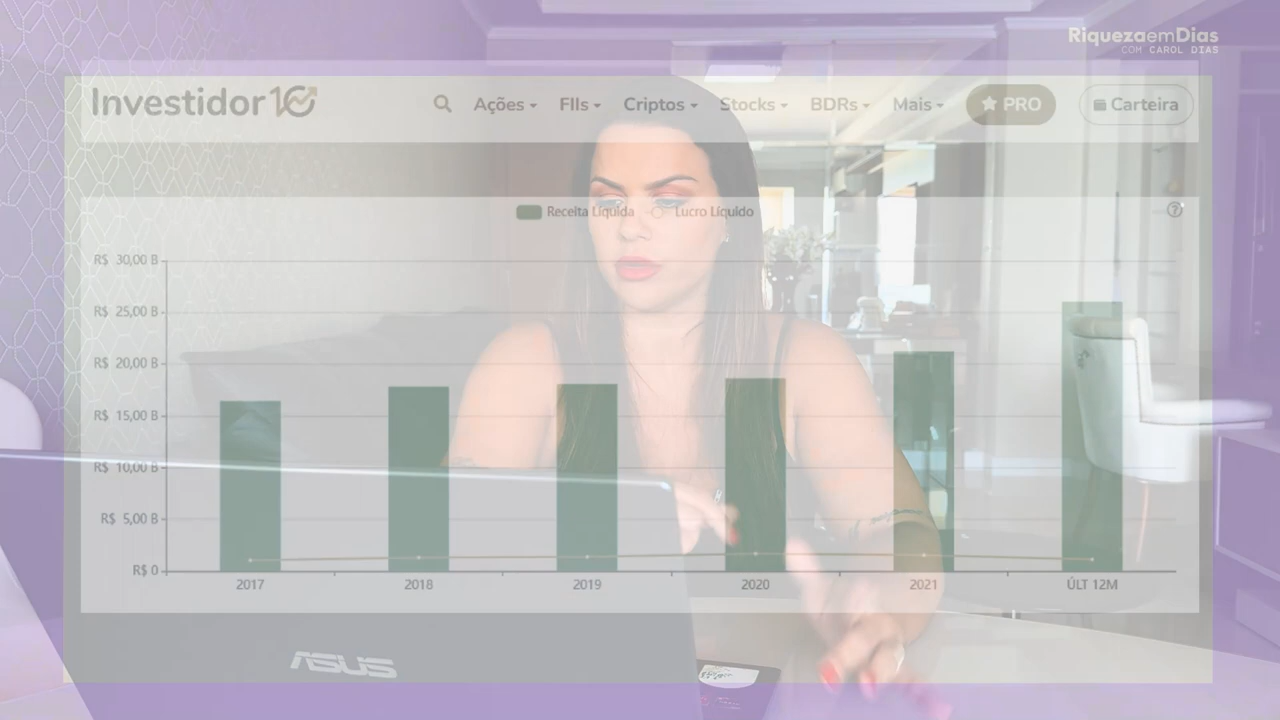 RiquezaemDias
COM CAROL DIAS
Investidor10
Ações
FIIs
Criptos
Stocks
BDRs
Mais
PRO
Carteira
Receita Líquida
Lucro Líquido
R$ 30,00 B
R$ 25,00 B
R$ 20,00 B
R$ 15,00 B
R$ 10,00 B
R$ 5,00 B
R$ 0
2017
2018
2019
2020
2021
ÚLT 12M
ASUS